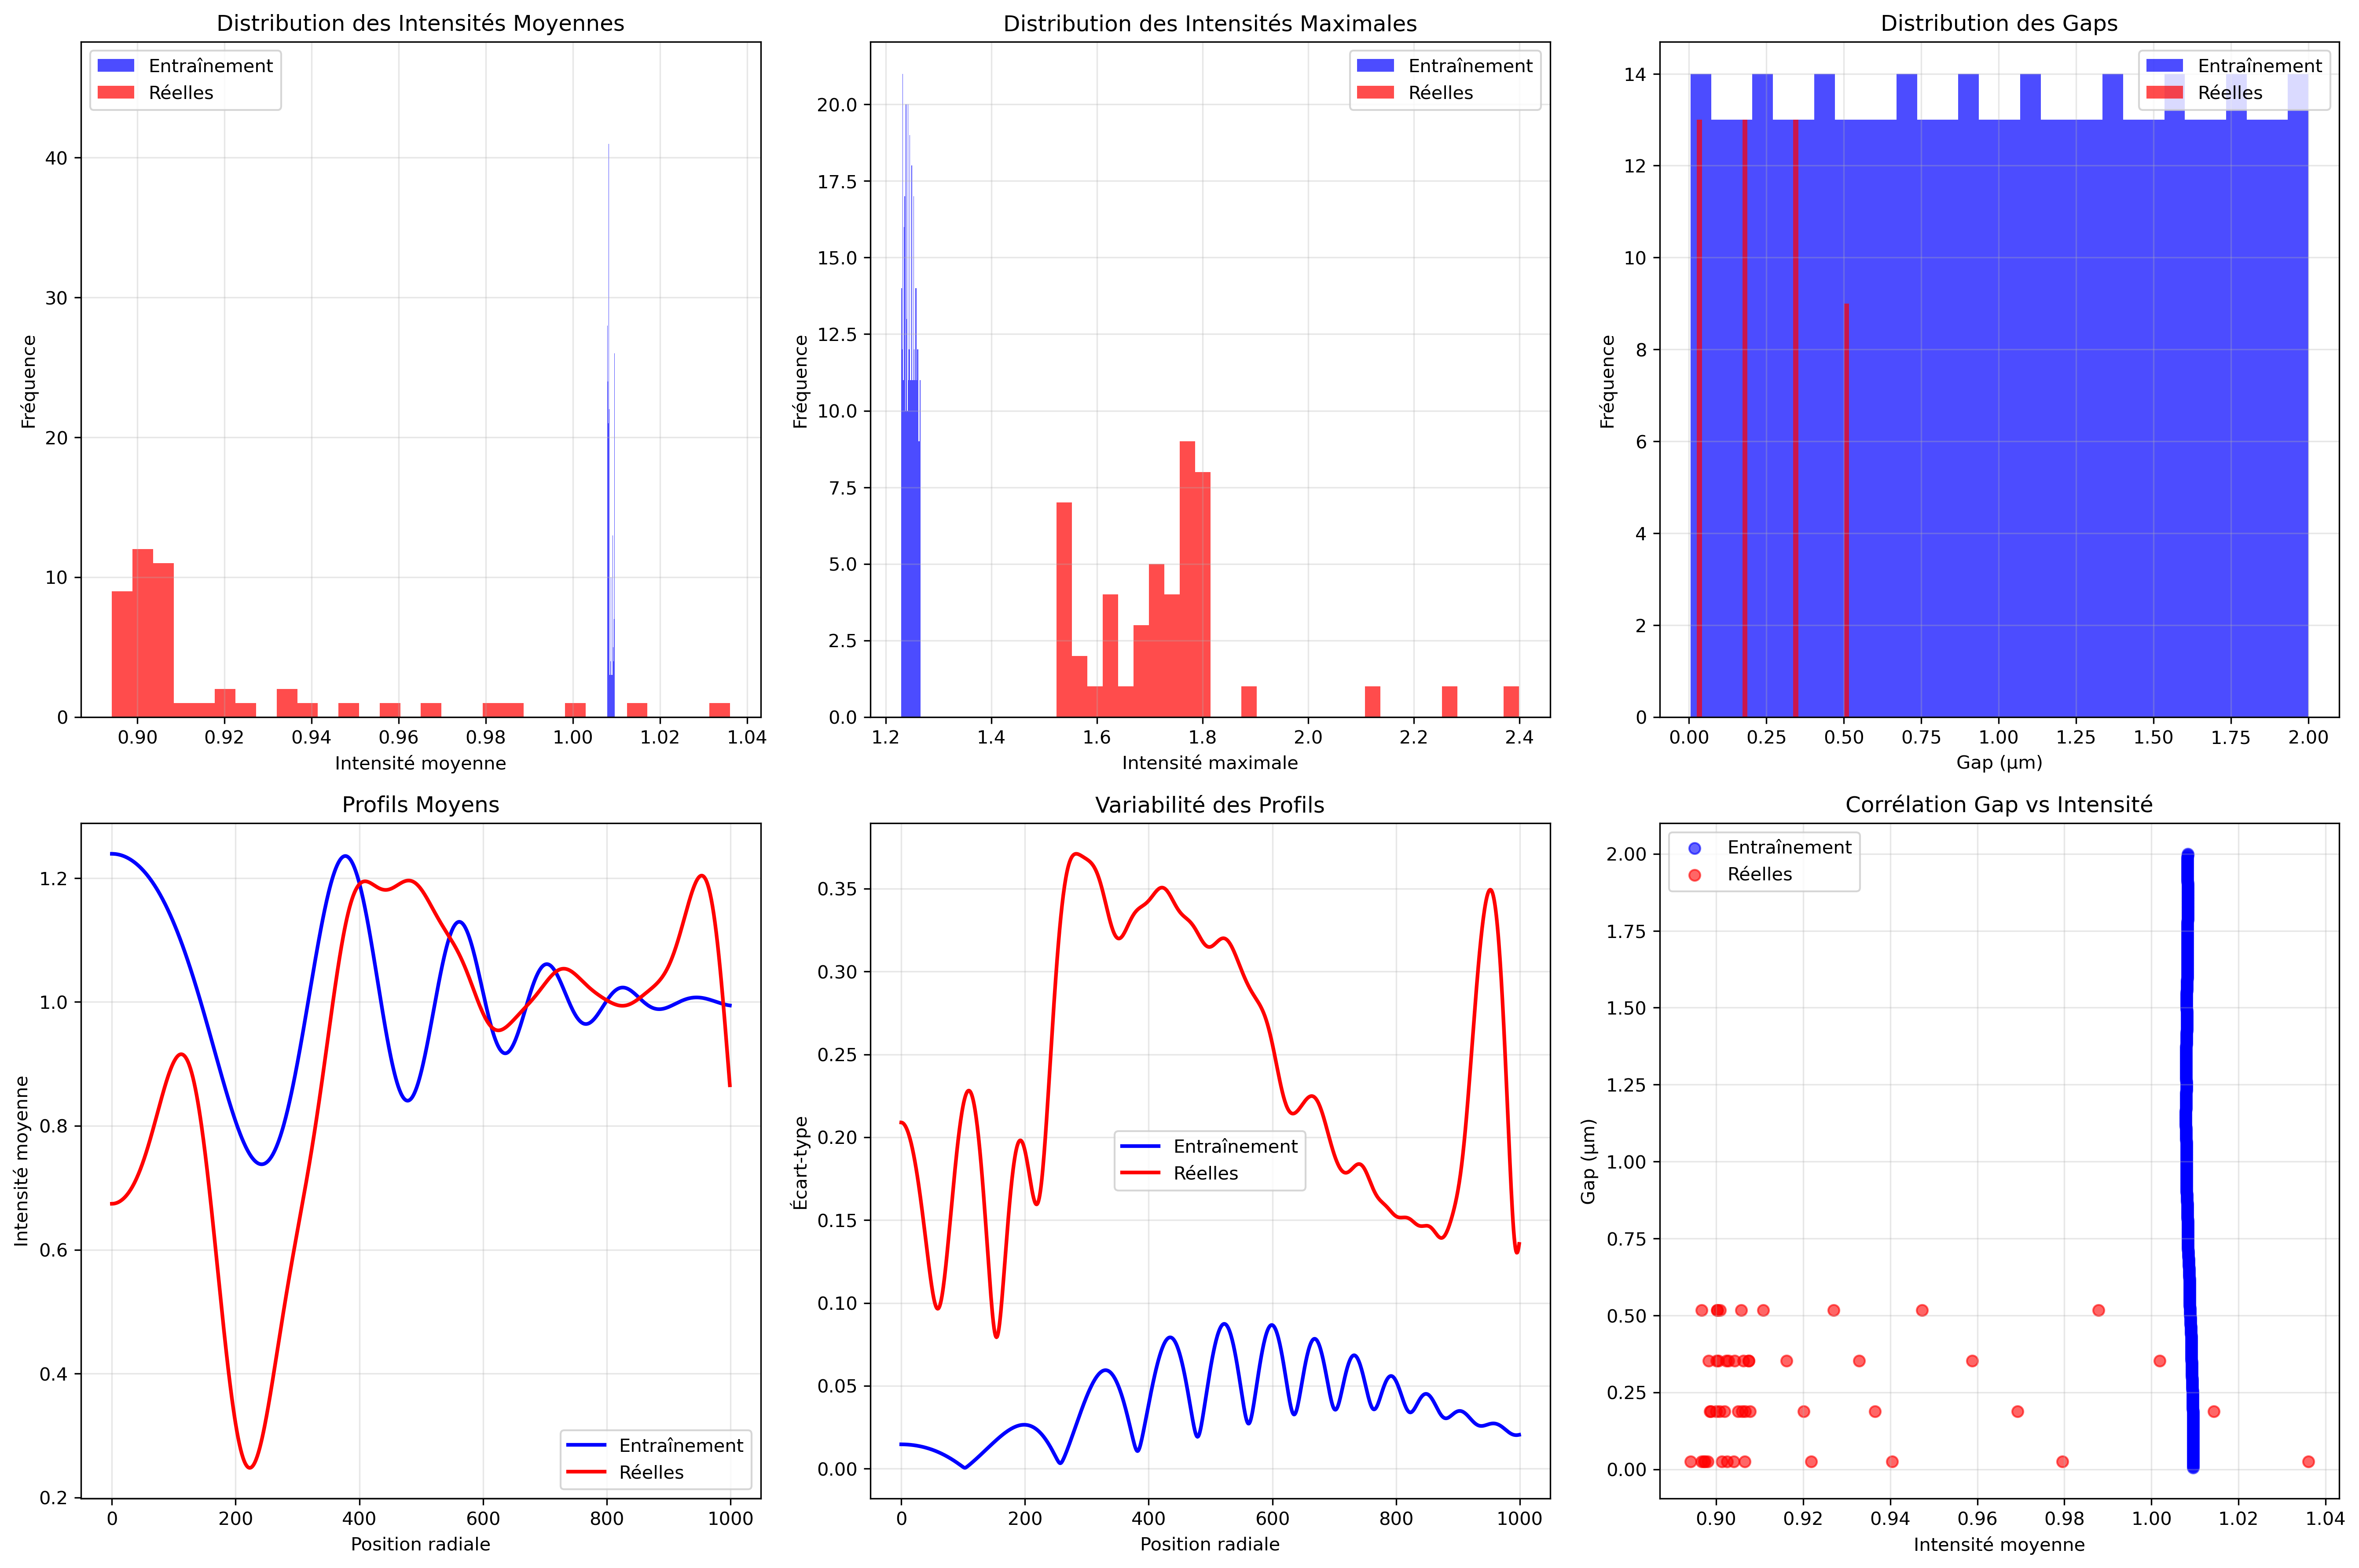 Distribution des Intensités Moyennes
Entraînement
Réelles
Fréquence
0
10
20
30
40
0.90
0.92
0.94
0.96
0.98
1.00
1.02
1.04
Intensité moyenne
Distribution des Intensités Maximales
Entraînement
Réelles
Fréquence
0.0
2.5
5.0
7.5
10.0
12.5
15.0
17.5
20.0
1.2
1.4
1.6
1.8
2.0
2.2
2.4
Intensité maximale
Distribution des Gaps
Entraînement
Réelles
Fréquence
0
2
4
6
8
10
12
14
0.00
0.25
0.50
0.75
1.00
1.25
1.50
1.75
2.00
Gap (µm)
Profils Moyens
Entraînement
Réelles
Intensité moyenne
0.2
0.4
0.6
0.8
1.0
1.2
0
200
400
600
800
1000
Position radiale
Variabilité des Profils
Entraînement
Réelles
Écart-type
0.00
0.05
0.10
0.15
0.20
0.25
0.30
0.35
0
200
400
600
800
1000
Position radiale
Corrélation Gap vs Intensité
Entraînement
Réelles
Gap (µm)
0.00
0.25
0.50
0.75
1.00
1.25
1.50
1.75
2.00
0.90
0.92
0.94
0.96
0.98
1.00
1.02
1.04
Intensité moyenne